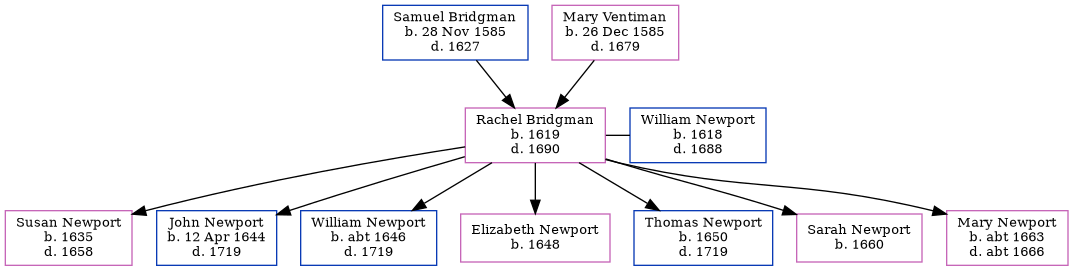 Samuel Bridgman
b. 28 Nov 1585
d. 1627
Mary Ventiman
b. 26 Dec 1585
d. 1679
Rachel Bridgman
b. 1619
d. 1690
William Newport
b. 1618
d. 1688
Susan Newport
b. 1635
d. 1658
John Newport
b. 12 Apr 1644
d. 1719
William Newport
b. abt 1646
d. 1719
Elizabeth Newport
b. 1648
Thomas Newport
b. 1650
d. 1719
Sarah Newport
b. 1660
Mary Newport
b. abt 1663
d. abt 1666